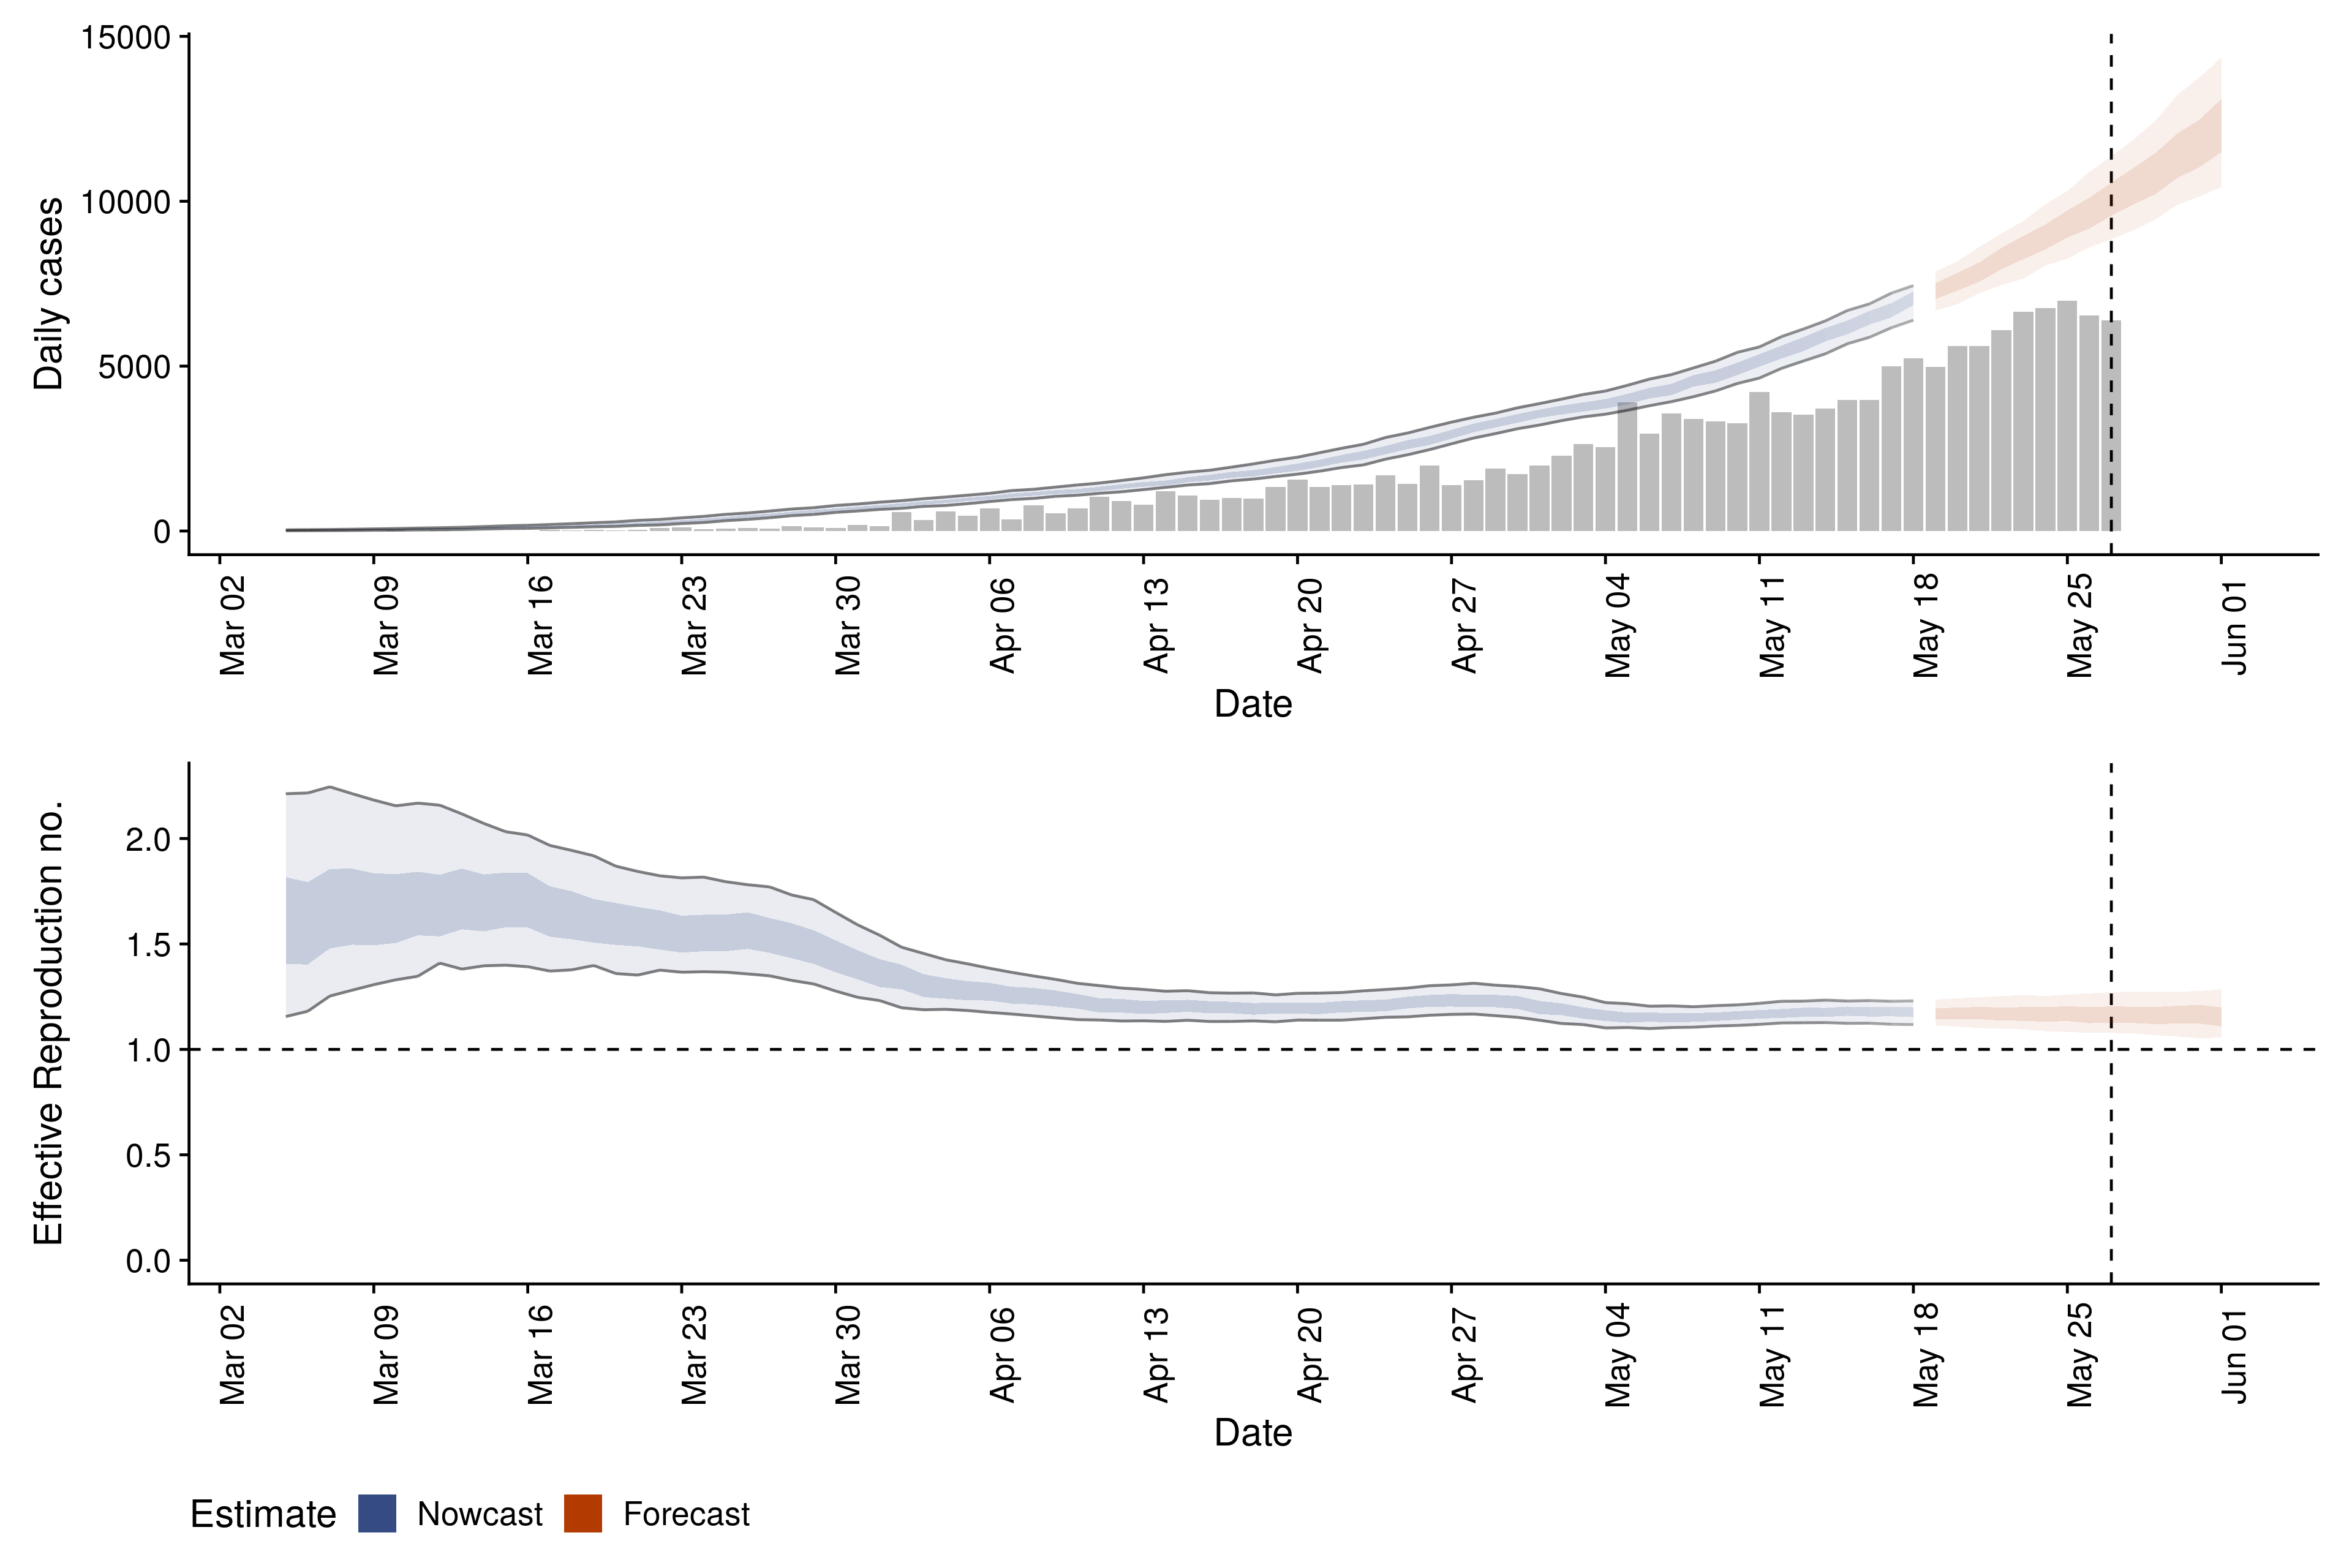 15000
10000
5000
0
Daily cases
Mar 02
Mar 09
Mar 16
Mar 23
Mar 30
Apr 06
Apr 13
Apr 20
Apr 27
May 04
May 11
May 18
May 25
Jun 01
Date
2.0
1.5
1.0
0.5
0.0
Effective Reproduction no.
Mar 02
Mar 09
Mar 16
Mar 23
Mar 30
Apr 06
Apr 13
Apr 20
Apr 27
May 04
May 11
May 18
May 25
Jun 01
Date
Estimate Nowcast Forecast